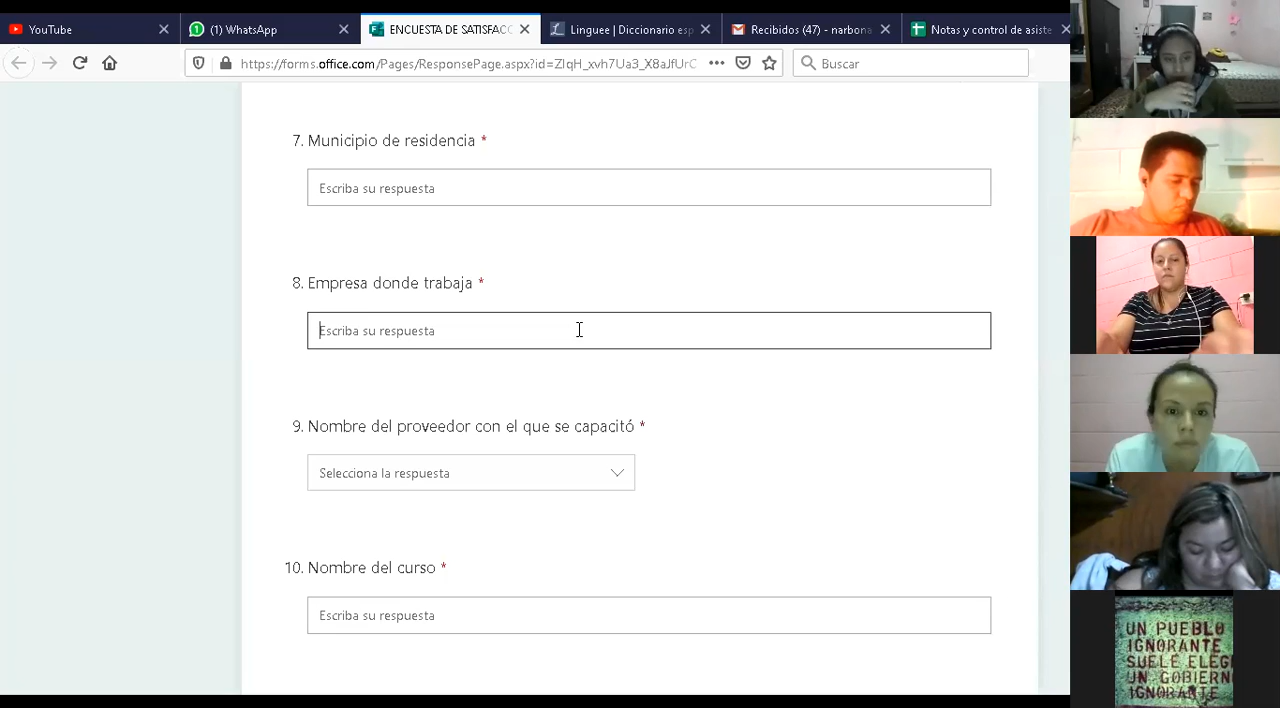 YouTube
(1) WhatsApp
ENCUESTA DE SATISFACC
Linguee | Diccionario esp
Recibidos (47) - narbona
Notas y control de asiste
https://forms.office.com/Pages/ResponsePage.aspx?id=
Buscar
7. Municipio de residencia *
Escriba su respuesta
8. Empresa donde trabaja *
Escriba su respuesta
9. Nombre del proveedor con el que se capacitó *
Selecciona la respuesta
10. Nombre del curso *
Escriba su respuesta
UN PUEBLO
IGNORANTE
SUELE ELEGI
UN GOBIERN
IGNORANTE